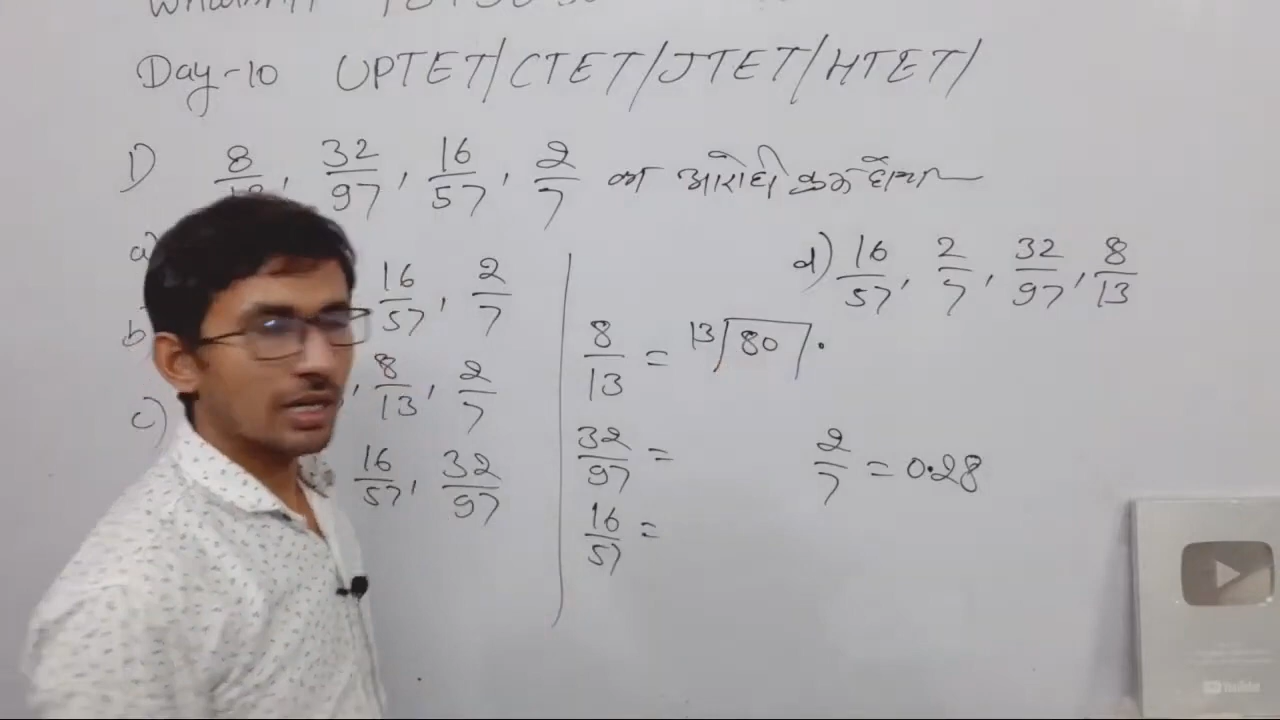 Day-10 UPTET/CTET/JTET/HTET/
1) 8/13, 32/97, 16/57, 2/7 का आरोही क्रम होगा
a)
16/57, 2/7
b)
, 8/13, 2/7
c)
16/57, 32/97
d) 16/57, 2/7, 32/97, 8/13
8/13 = 13 80 .
32/97 =
2/7 = 0.28
16/57 =
YouTube